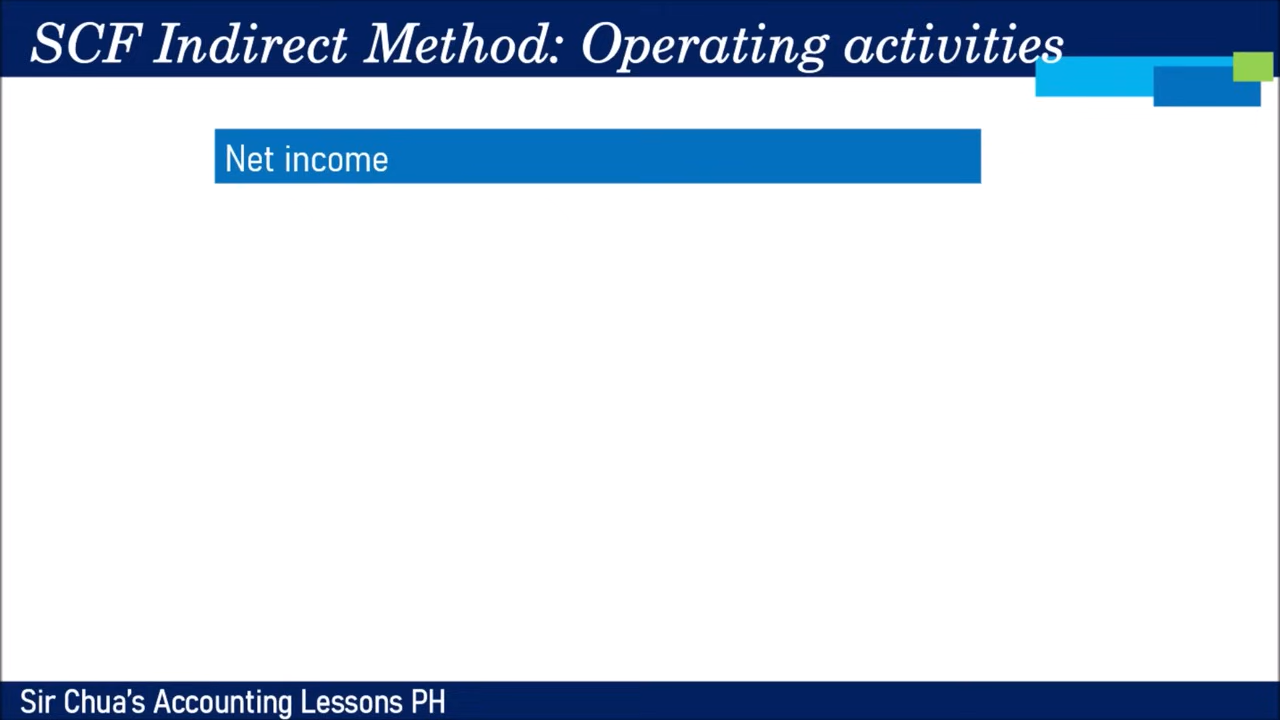 SCF Indirect Method: Operating activities
Net income
Sir Chua's Accounting Lessons PH